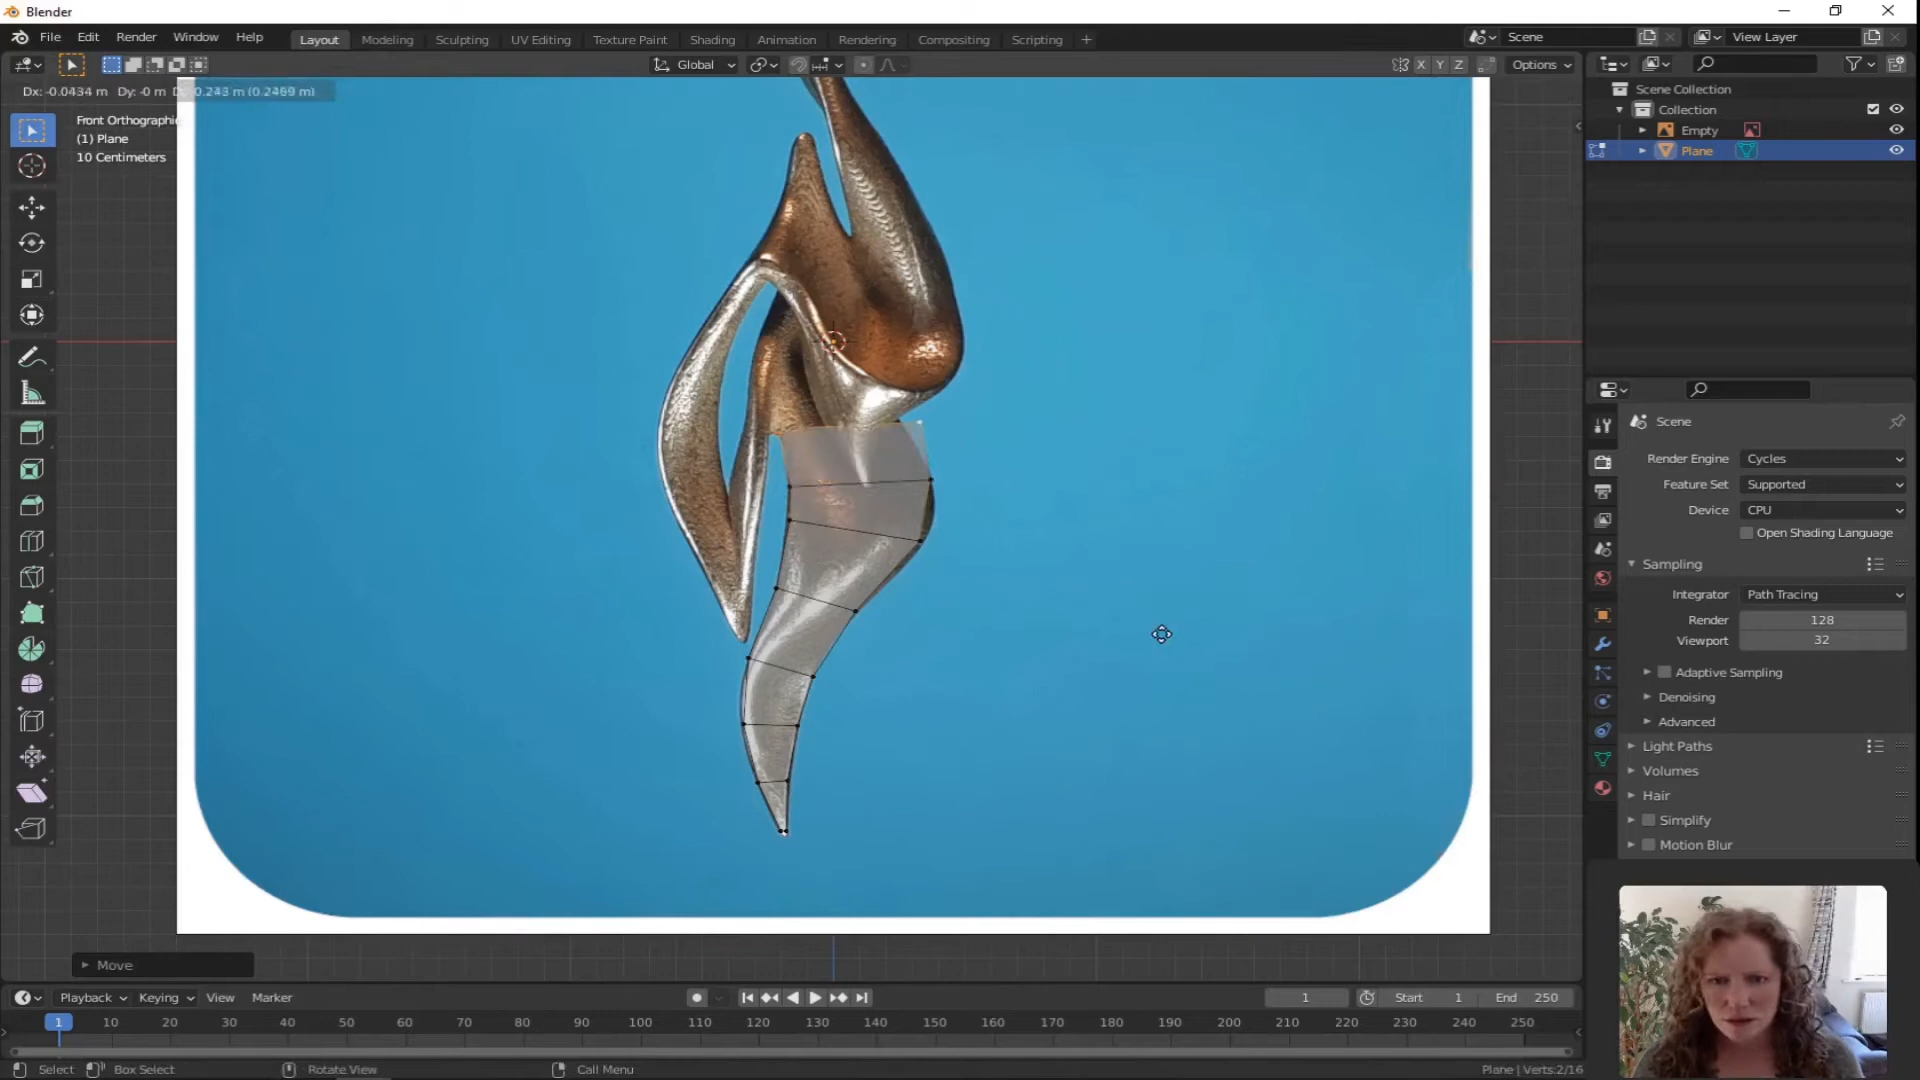 Blender
File Edit Render Window Help
Layout Modeling Sculpting UV Editing Texture Paint Shading Animation Rendering Compositing Scripting +
Scene
View Layer
Global
X Y Z
Options
Dx: -0.0434 m Dy: -0 m D 0.243 m (0.2469 m)
Front Orthographic
(1) Plane
10 Centimeters
Scene Collection
Collection
Empty
Plane
Scene
Render Engine Cycles
Feature Set Supported
Device CPU
Open Shading Language
Sampling
Integrator Path Tracing
Render 128
Viewport 32
Adaptive Sampling
Denoising
Advanced
Light Paths
Volumes
Hair
Simplify
Motion Blur
Move
Playback Keying View Marker
1 Start 1 End 250
1 10 20 30 40 50 60 70 80 90 100 110 120 130 140 150 160 170 180 190 200 210 220 230 240 250
Select Box Select Rotate View Call Menu Plane | Verts:2/16